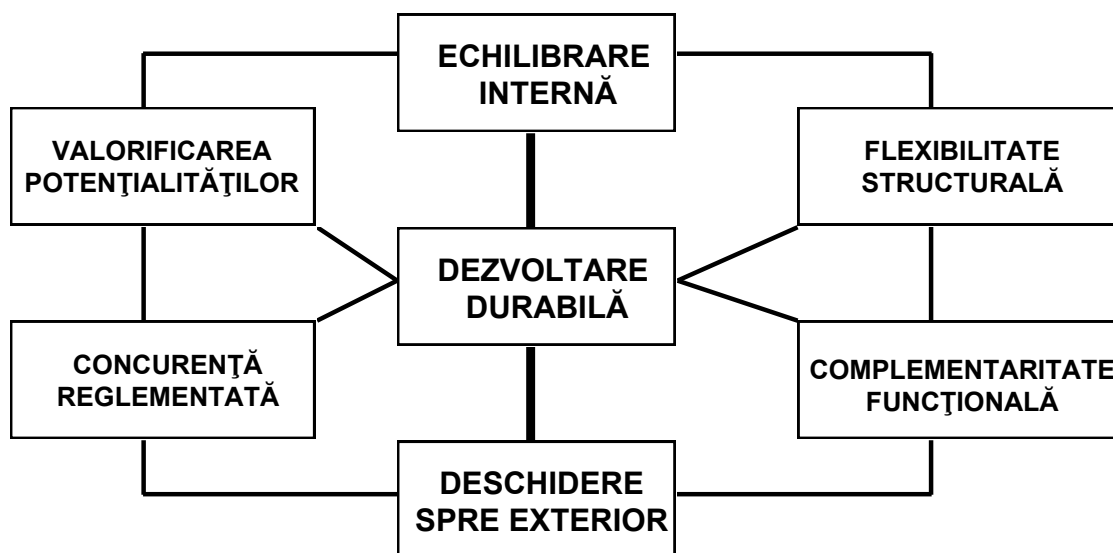 ECHILIBRARE
INTERNĂ
VALORIFICAREA
POTENŢIALITĂŢILOR
FLEXIBILITATE
STRUCTURALĂ
DEZVOLTARE
DURABILĂ
CONCURENŢĂ
REGLEMENTATĂ
COMPLEMENTARITATE
FUNCŢIONALĂ
DESCHIDERE
SPRE EXTERIOR